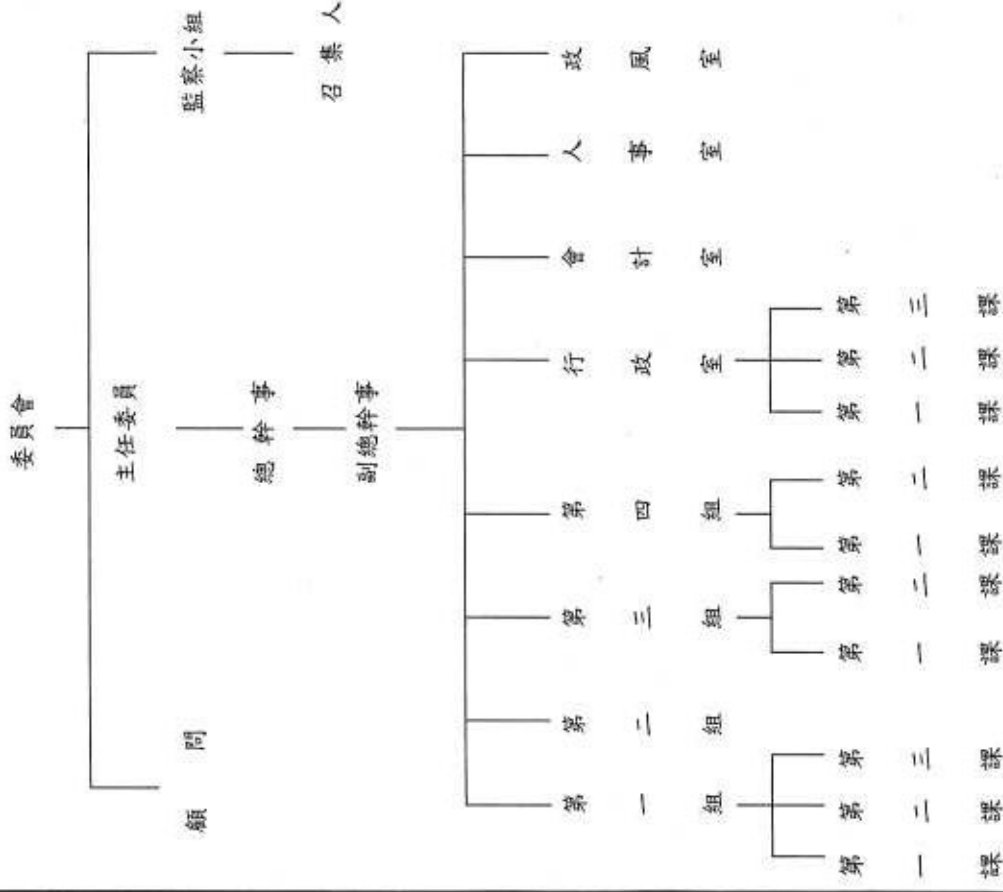 委員會
顧問
主任委員
監察小組
召集人
總幹事
副總幹事
第一組
第二組
第三組
第四組
行政室
會計室
人事室
政風室
第一課
第二課
第三課
第一課
第二課
第一課
第二課
第一課
第二課
第三課